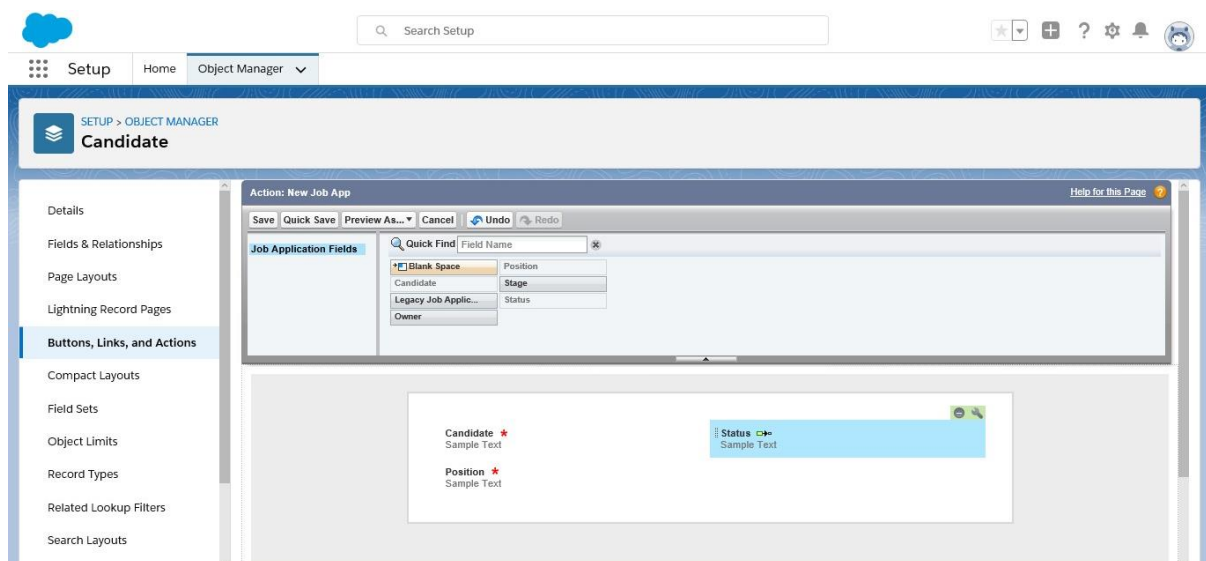 Search Setup
Setup Home Object Manager
SETUP > OBJECT MANAGER
Candidate
Details
Fields & Relationships
Page Layouts
Lightning Record Pages
Buttons, Links, and Actions
Compact Layouts
Field Sets
Object Limits
Record Types
Related Lookup Filters
Search Layouts
Action: New Job App Help for this Page ?
Save Quick Save Preview As... Cancel Undo Redo
Job Application Fields
Quick Find Field Name
Blank Space Position
Candidate Stage
Legacy Job Applic... Status
Owner
Candidate * Status
Sample Text Sample Text
Position *
Sample Text